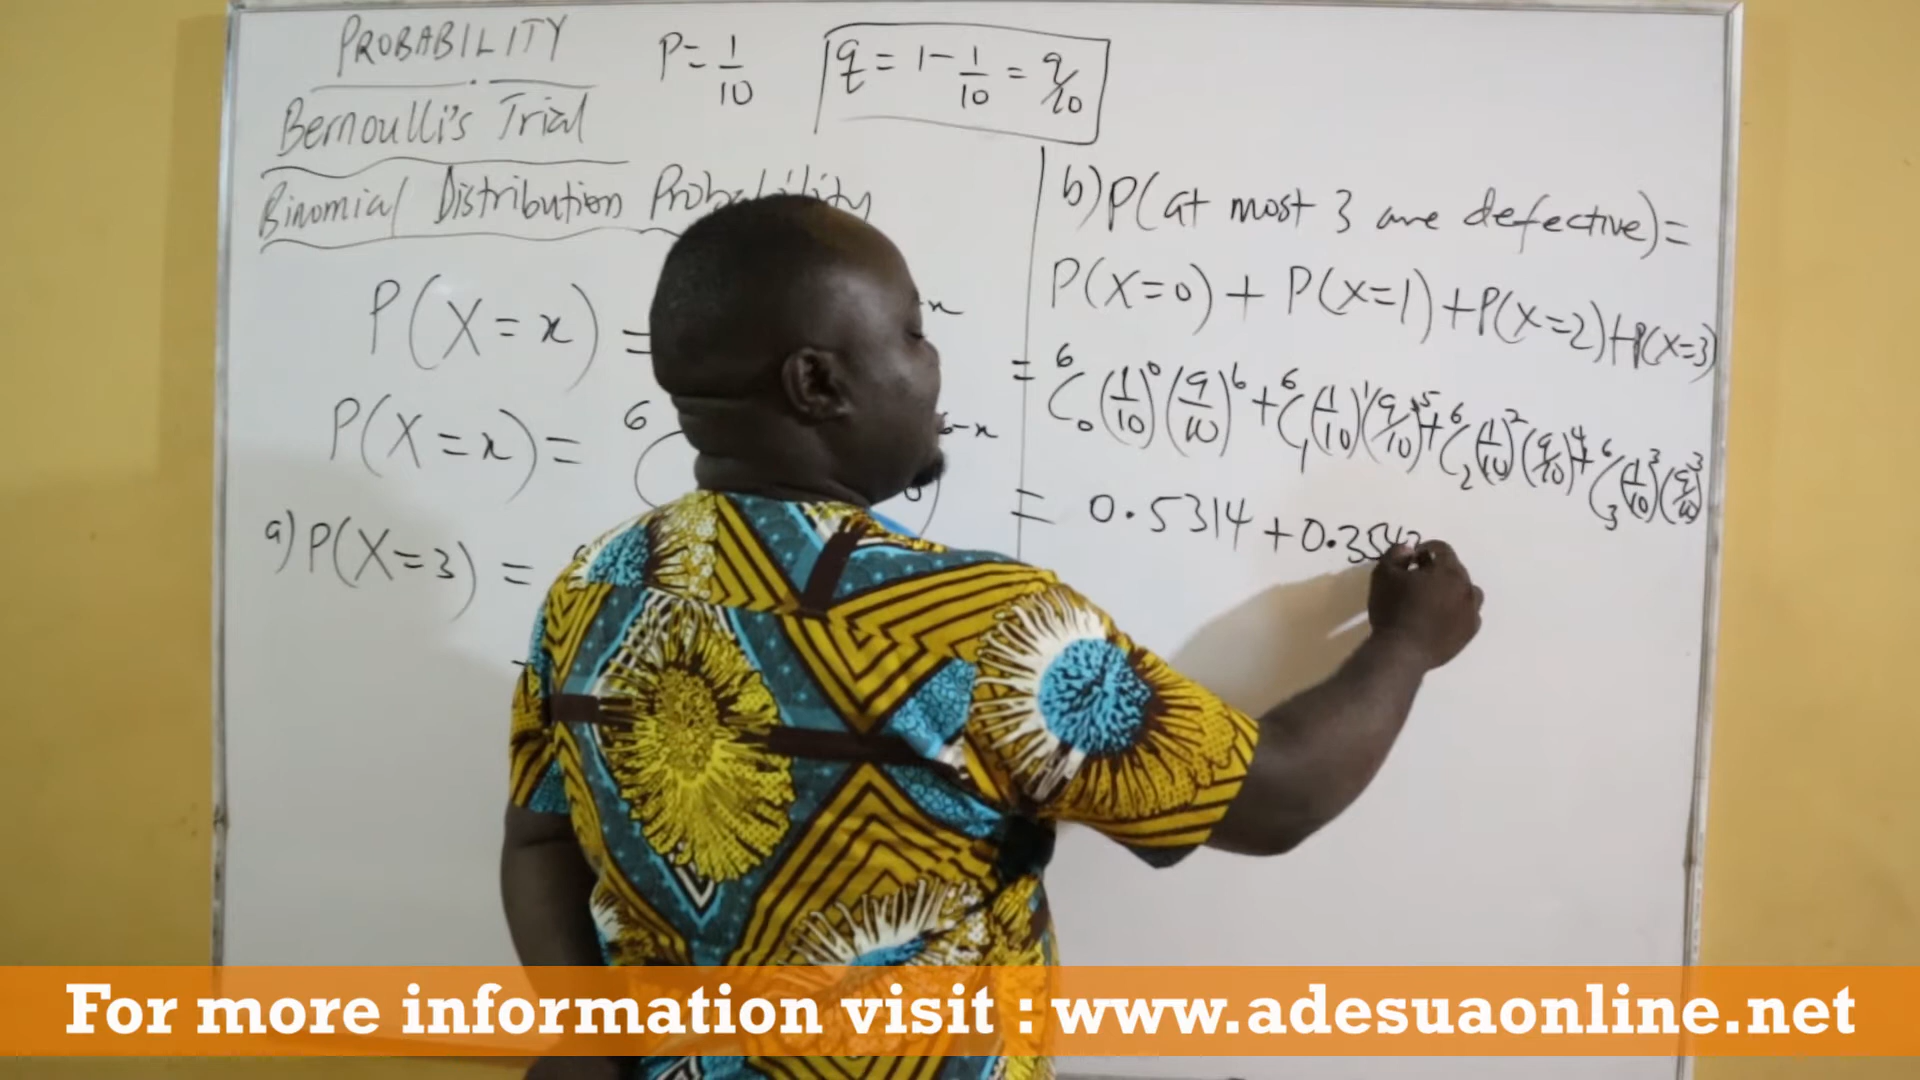 PROBABILITY
P = 1/10
q = 1 - 1/10 = 9/10
Bernoulli's Trial
Binomial Distribution Probability
P(X = x) =
-x
P(X = x) = 6C
6-x
a) P(X = 3) =
b) P(at most 3 are defective) =
P(X=0) + P(X=1) + P(X=2) + P(X=3)
= ⁶C₀ (1/10)⁰ (9/10)⁶ + ⁶C₁ (1/10)¹ (9/10)⁵ + ⁶C₂ (1/10)² (9/10)⁴ + ⁶C₃ (1/10)³ (9/10)³
= 0.5314 + 0.3543
For more information visit : www.adesuaonline.net